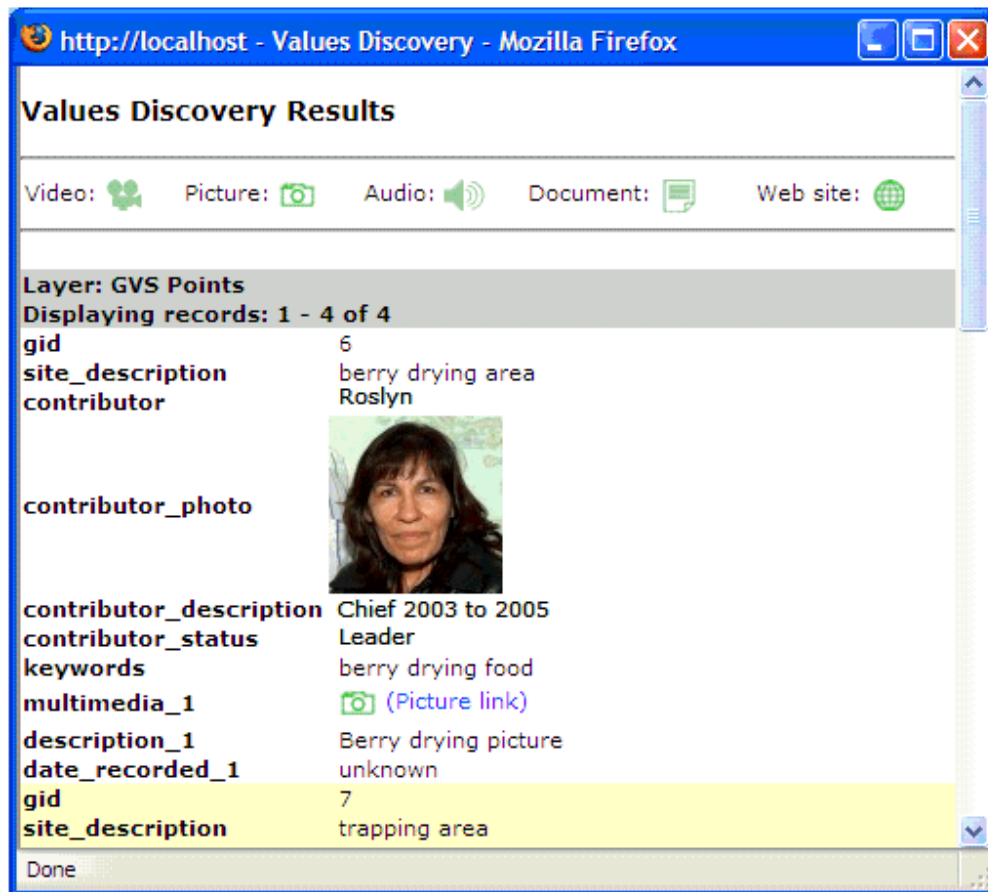 http://localhost - Values Discovery - Mozilla Firefox
Values Discovery Results
Video: Picture: Audio: Document: Web site:
Layer: GVS Points
Displaying records: 1 - 4 of 4
gid 6
site_description berry drying area
contributor Roslyn
contributor_photo
contributor_description Chief 2003 to 2005
contributor_status Leader
keywords berry drying food
multimedia_1 (Picture link)
description_1 Berry drying picture
date_recorded_1 unknown
gid 7
site_description trapping area
Done